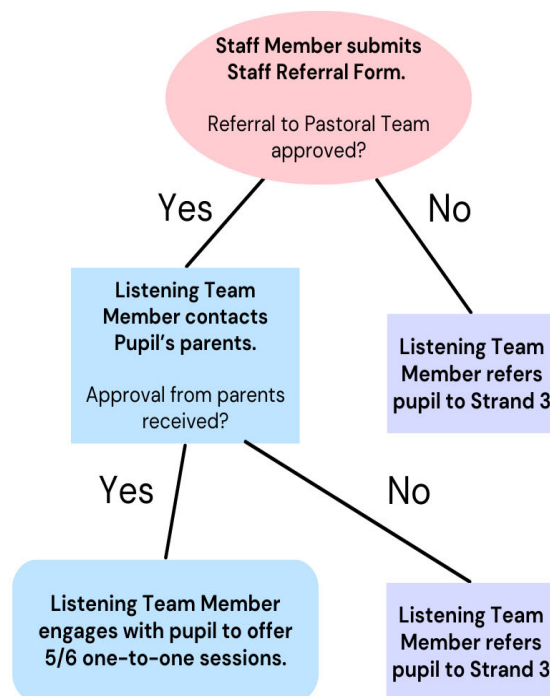 Staff Member submits
Staff Referral Form.
Referral to Pastoral Team
approved?
Yes
No
Listening Team
Member contacts
Pupil's parents.
Approval from parents
received?
Listening Team
Member refers
pupil to Strand 3
Yes
No
Listening Team Member
engages with pupil to offer
5/6 one-to-one sessions.
Listening Team
Member refers
pupil to Strand 3